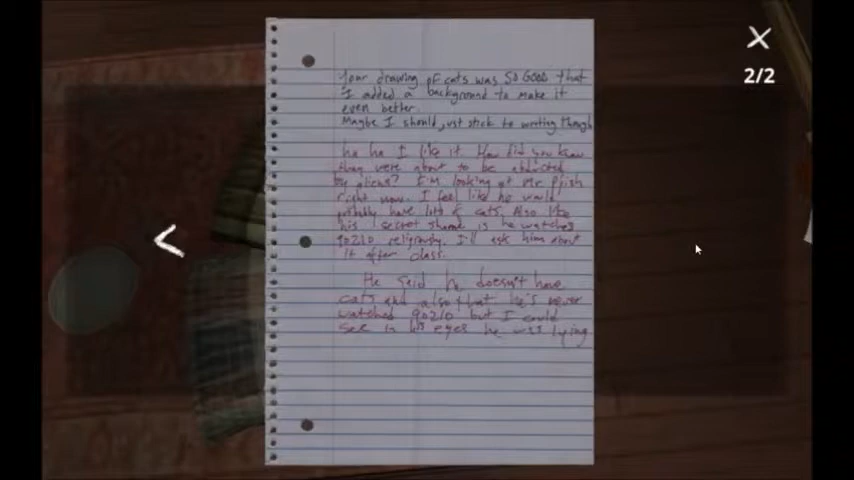 2/2
Your drawing of cats was SO GOOD that
I added a background to make it
even better.
Maybe I should just stick to writing though
ha ha I like it. How did you know
they were about to be abducted
by aliens? I'm looking at Mr Pfish
right now. I feel like he would
probably have lots of cats. Also like
his secret shame is he watches
90210 religiously. I'll ask him about
it after class.
He said he doesn't have
cats and also that he's never
watched 90210 but I could
see in his eyes he was lying